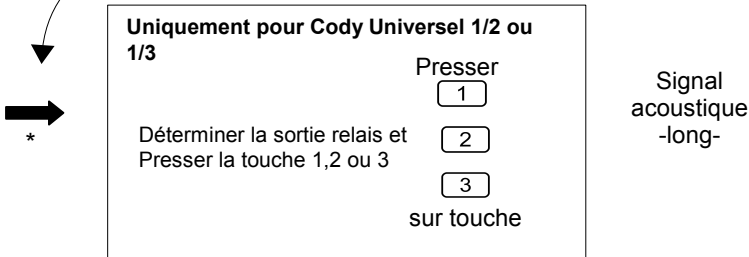 Uniquement pour Cody Universel 1/2 ou
1/3
Presser
1
Déterminer la sortie relais et
Presser la touche 1,2 ou 3
2
3
sur touche
Signal
acoustique
-long-
*